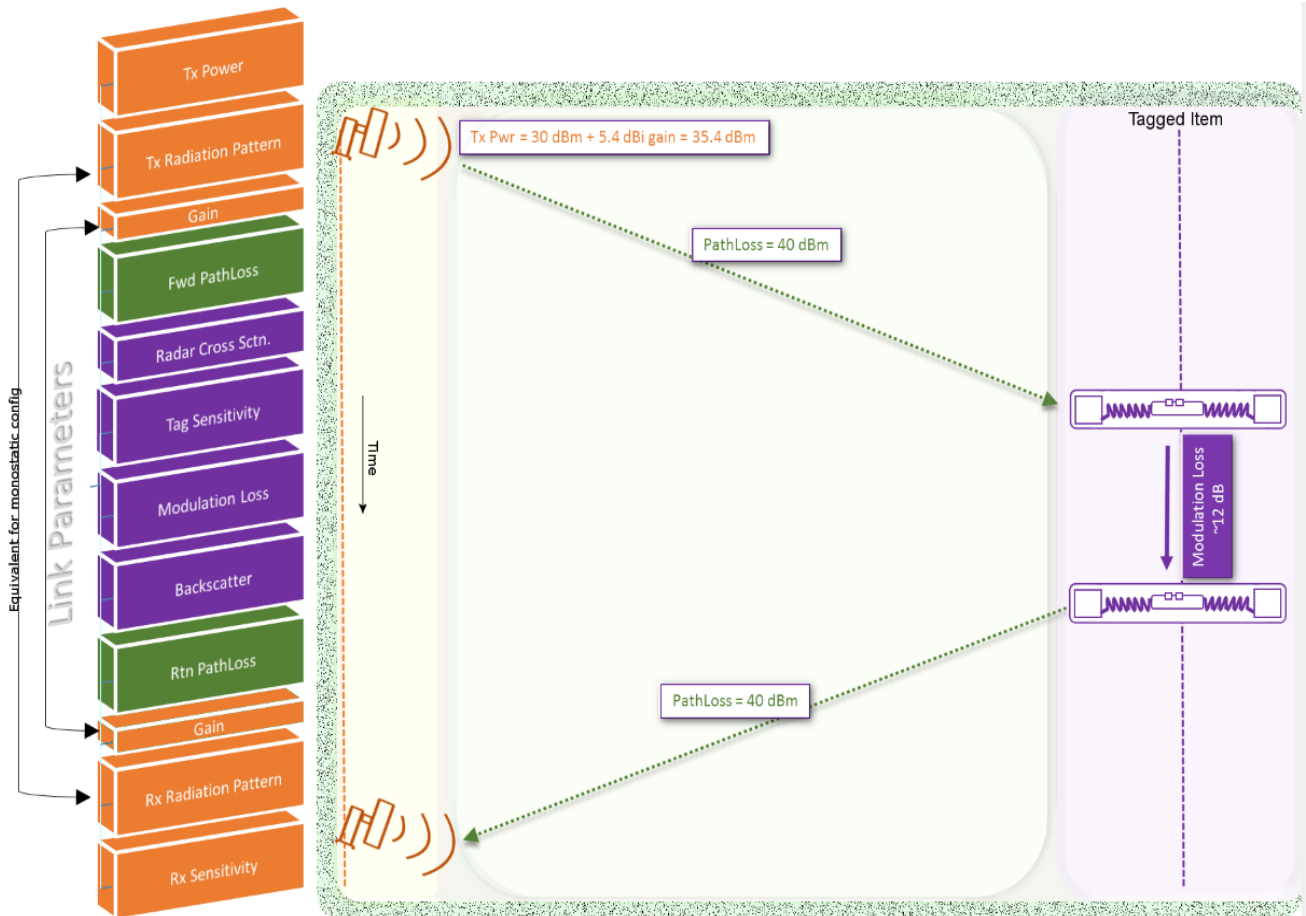 Tx Power
Tx Radiation Pattern
Gain
Fwd PathLoss
Radar Cross Sctn.
Tag Sensitivity
Modulation Loss
Backscatter
Rtn PathLoss
Gain
Rx Radiation Pattern
Rx Sensitivity
Equivalent for monostatic config
Link Parameters
Tx Pwr = 30 dBm + 5.4 dBi gain = 35.4 dBm
PathLoss = 40 dBm
Time
PathLoss = 40 dBm
Tagged Item
Modulation Loss
~12 dB